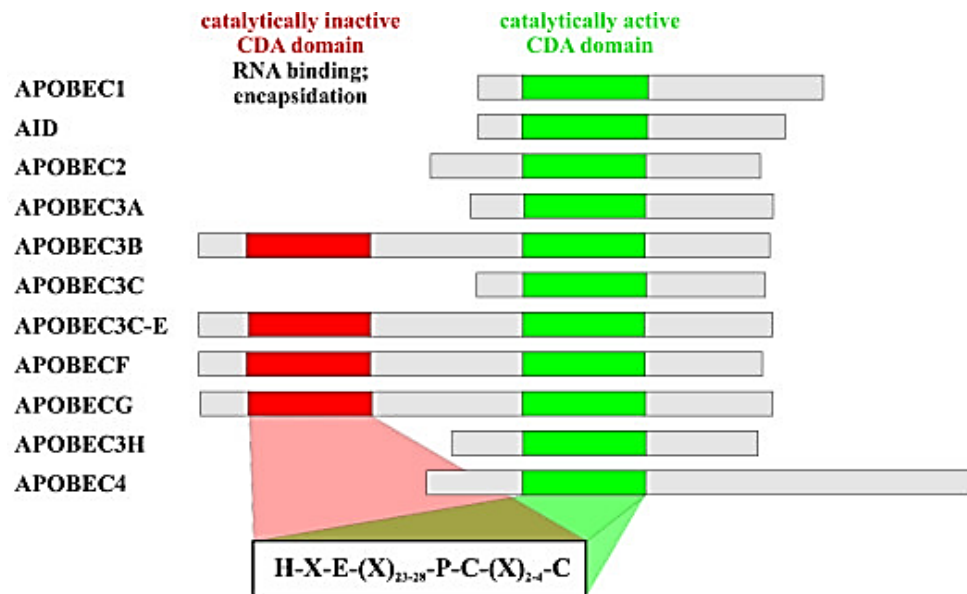 catalytically inactive
CDA domain
RNA binding;
encapsidation
catalytically active
CDA domain
APOBEC1
AID
APOBEC2
APOBEC3A
APOBEC3B
APOBEC3C
APOBEC3C-E
APOBECF
APOBECG
APOBEC3H
APOBEC4
H-X-E-(X)23-28-P-C-(X)2-4-C